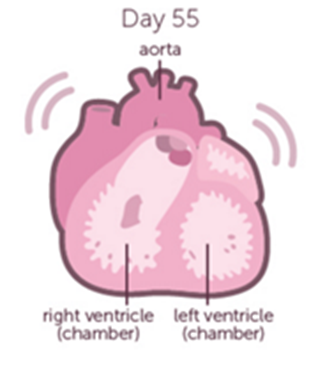 Day 55
aorta
right ventricle
(chamber)
left ventricle
(chamber)